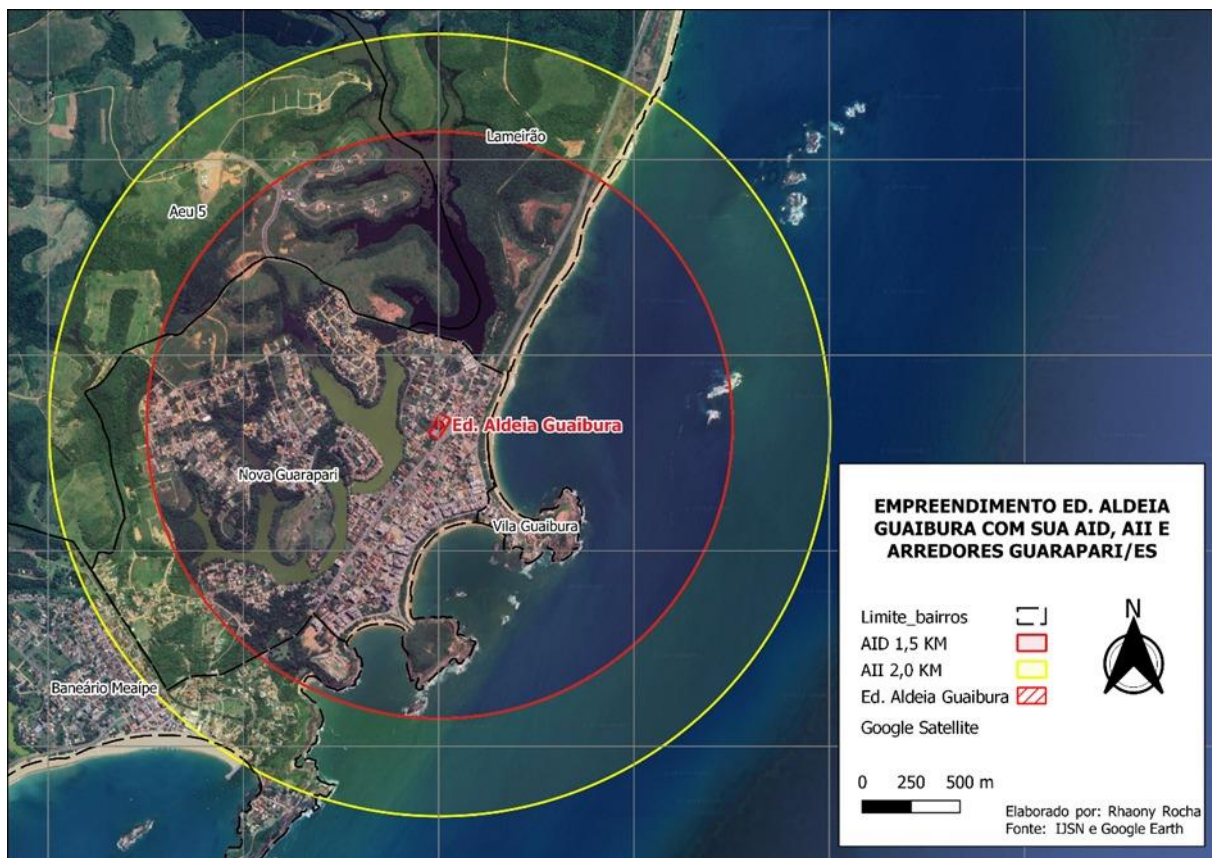 Lameirão
Aeu 5
Ed. Aldeia Guaibura
Nova Guarapari
Vila Guaibura
Baneário Meaípe
EMPREENDIMENTO ED. ALDEIA
GUAIBURA COM SUA AID, AII E
ARREDORES GUARAPARI/ES
Limite_bairros
AID 1,5 KM
AII 2,0 KM
Ed. Aldeia Guaibura
Google Satellite
N
0 250 500 m
Elaborado por: Rhaony Rocha
Fonte: IJSN e Google Earth